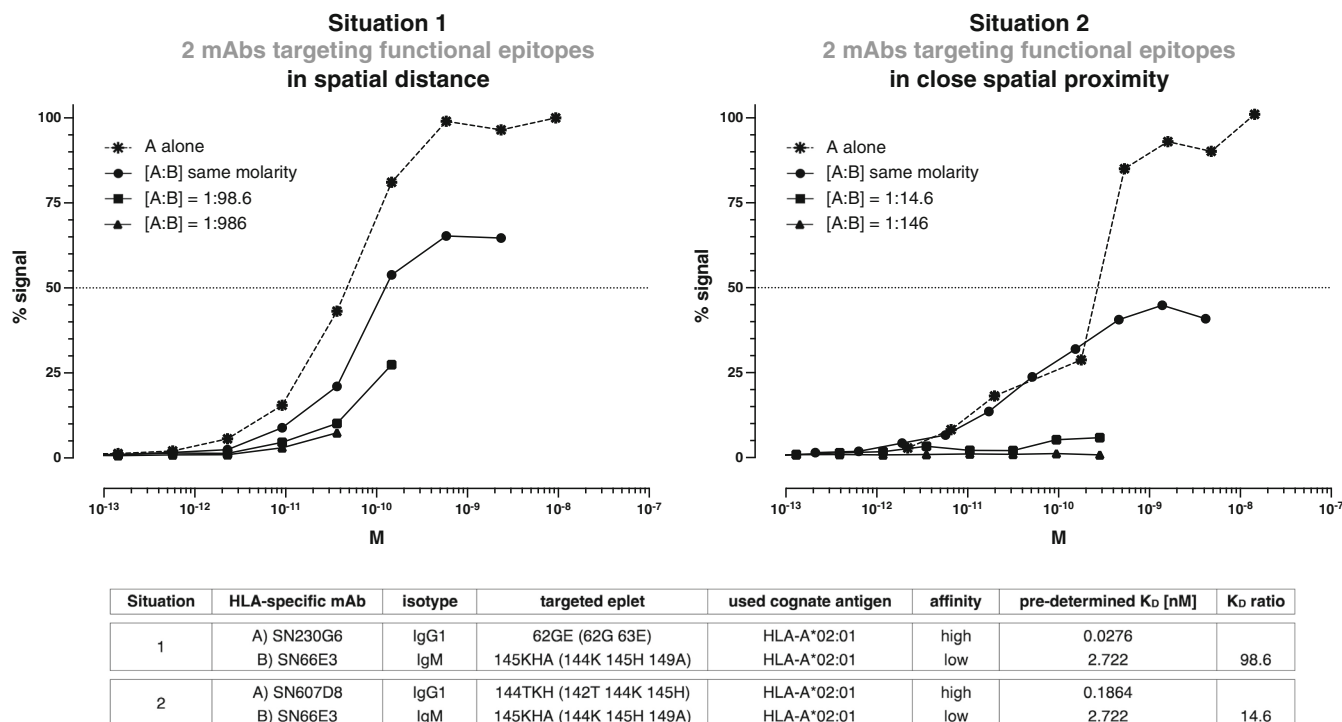 Situation 1
2 mAbs targeting functional epitopes
in spatial distance
% signal
100
75
50
25
0
A alone
[A:B] same molarity
[A:B] = 1:98.6
[A:B] = 1:986
10-13 10-12 10-11 10-10 10-9 10-8 10-7
M
Situation 2
2 mAbs targeting functional epitopes
in close spatial proximity
% signal
100
75
50
25
0
A alone
[A:B] same molarity
[A:B] = 1:14.6
[A:B] = 1:146
10-13 10-12 10-11 10-10 10-9 10-8 10-7
M
Situation HLA-specific mAb isotype targeted eplet used cognate antigen affinity pre-determined KD [nM] KD ratio
1
A) SN230G6 IgG1 62GE (62G 63E) HLA-A*02:01 high 0.0276
B) SN66E3 IgM 145KHA (144K 145H 149A) HLA-A*02:01 low 2.722 98.6
2
A) SN607D8 IgG1 144TKH (142T 144K 145H) HLA-A*02:01 high 0.1864
B) SN66E3 IgM 145KHA (144K 145H 149A) HLA-A*02:01 low 2.722 14.6